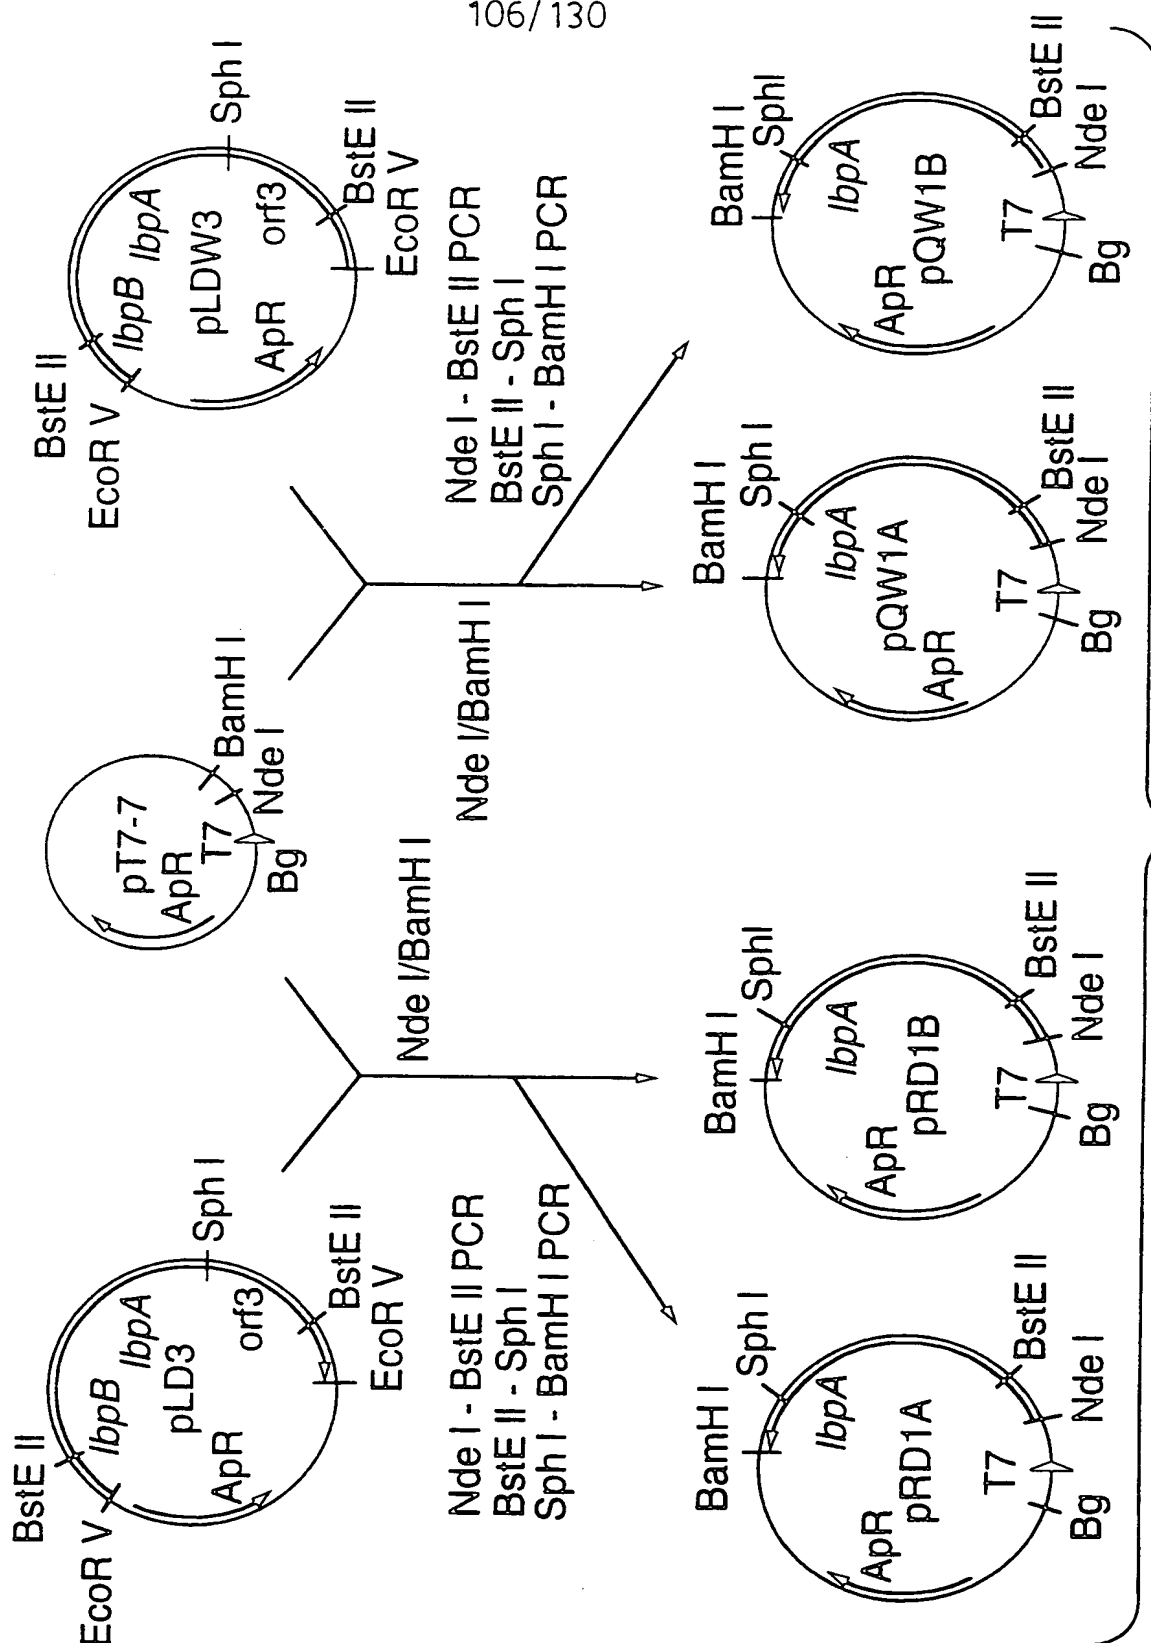 106/130
BstE II
EcoR V
lbpB
lbpA
pLD3
ApR
orf3
Sph I
BstE II
EcoR V
pT7-7
ApR
T7
Bg
BamH I
Nde I
BstE II
EcoR V
lbpB
lbpA
pLDW3
ApR
orf3
Sph I
BstE II
EcoR V
Nde I/BamH I
Nde I - BstE II PCR
BstE II - Sph I
Sph I - BamH I PCR
Nde I/BamH I
Nde I - BstE II PCR
BstE II - Sph I
Sph I - BamH I PCR
BamH I
Sph I
lbpA
pRD1A
ApR
T7
Bg
Nde I
BstE II
BamH I
SphI
lbpA
pRD1B
ApR
T7
Bg
Nde I
BstE II
BamH I
Sph I
lbpA
pQW1A
ApR
T7
Bg
Nde I
BstE II
BamH I
SphI
lbpA
pQW1B
ApR
T7
Bg
Nde I
BstE II